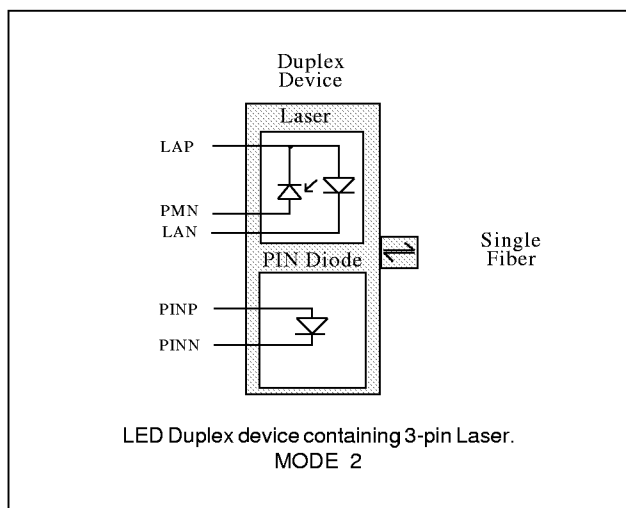 Duplex
Device
Laser
LAP
PMN
LAN
Single
Fiber
PIN Diode
PINP
PINN
LED Duplex device containing 3-pin Laser.
MODE 2